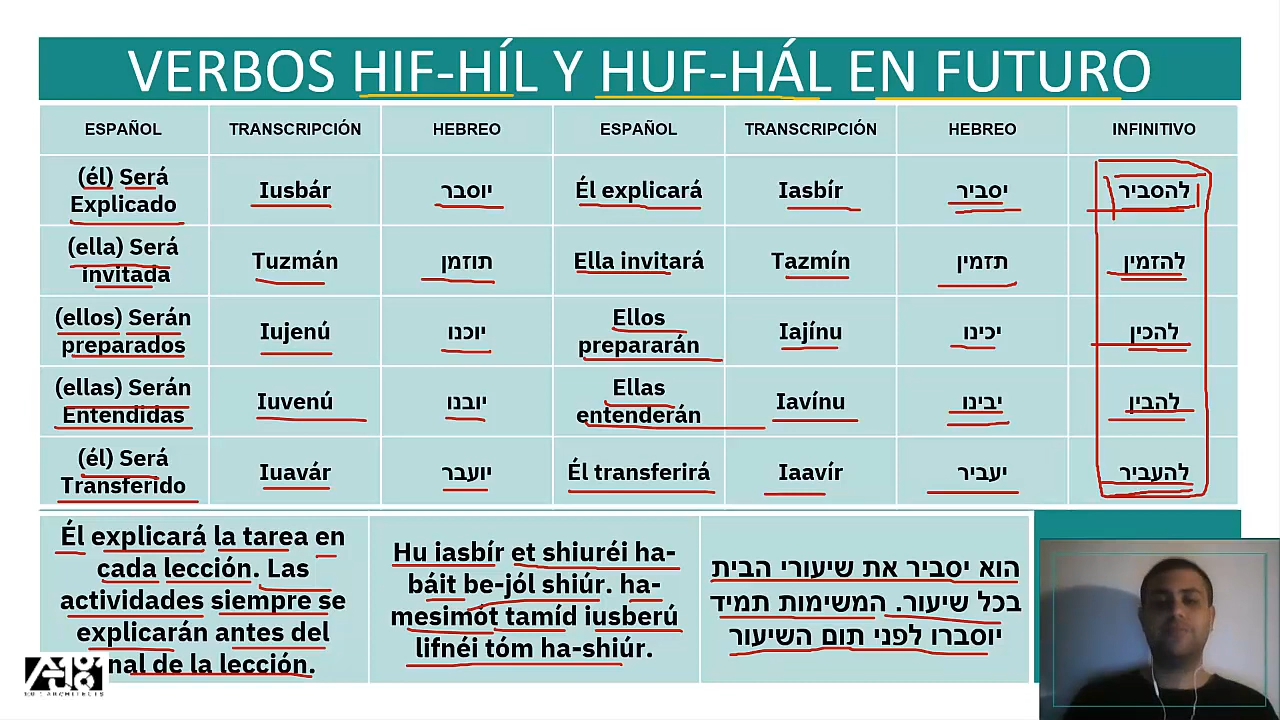 VERBOS HIF-HÍL Y HUF-HÁL EN FUTURO
ESPAÑOL TRANSCRIPCIÓN HEBREO ESPAÑOL TRANSCRIPCIÓN HEBREO INFINITIVO
(él) Será
Explicado
Iusbár
יוסבר
Él explicará
Iasbír
יסביר
להסביר
(ella) Será
invitada
Tuzmán
תוזמן
Ella invitará
Tazmín
תזמין
להזמין
(ellos) Serán
preparados
Iujenú
יוכנו
Ellos
prepararán
Iajínu
יכינו
להכין
(ellas) Serán
Entendidas
Iuvenú
יובנו
Ellas
entenderán
Iavínu
יבינו
להבין
(él) Será
Transferido
Iuavár
יועבר
Él transferirá
Iaavír
יעביר
להעביר
Él explicará la tarea en
cada lección. Las
actividades siempre se
explicarán antes del
nal de la lección.
Hu iasbír et shiuréi ha-
báit be-jól shiúr. ha-
mesimót tamíd iusberú
lifnéi tóm ha-shiúr.
הוא יסביר את שיעורי הבית
בכל שיעור. המשימות תמיד
יוסברו לפני תום השיעור